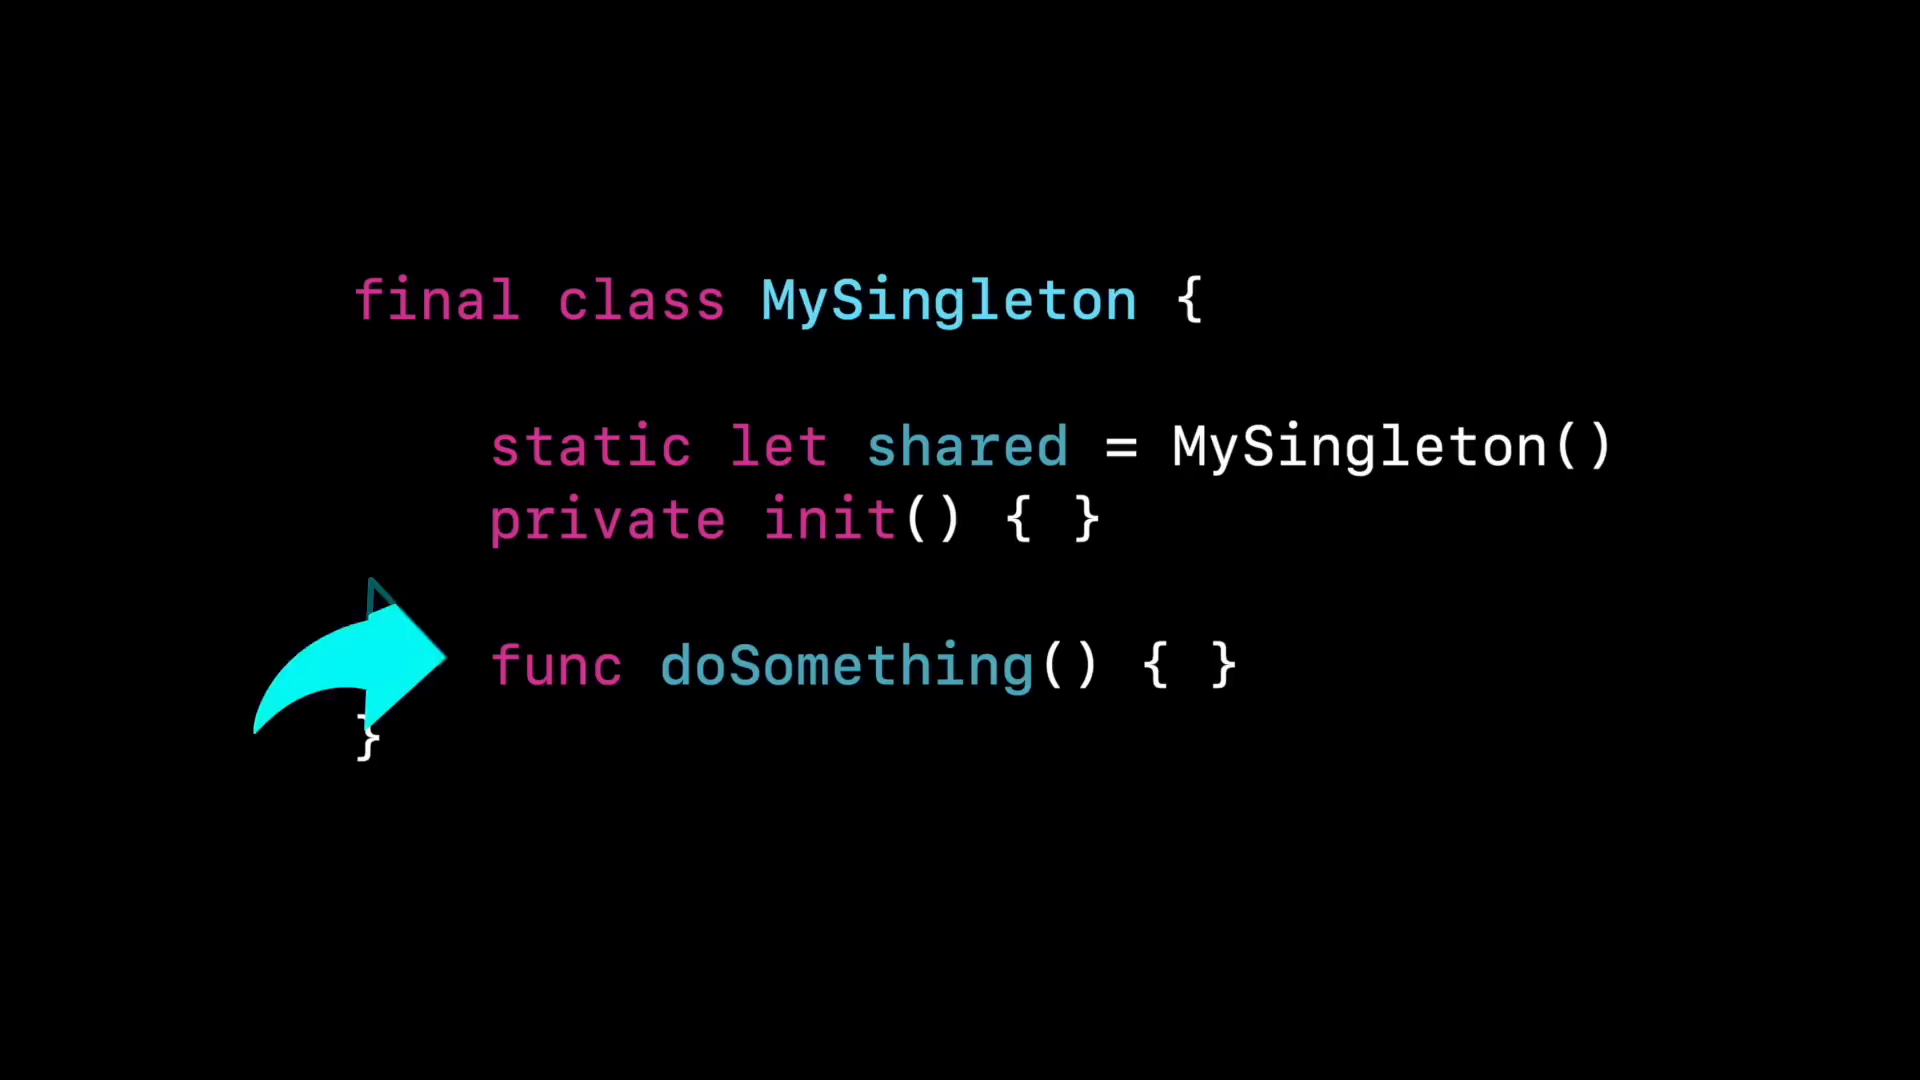 final class MySingleton {
static let shared = MySingleton()
private init() { }
func doSomething() { }
}